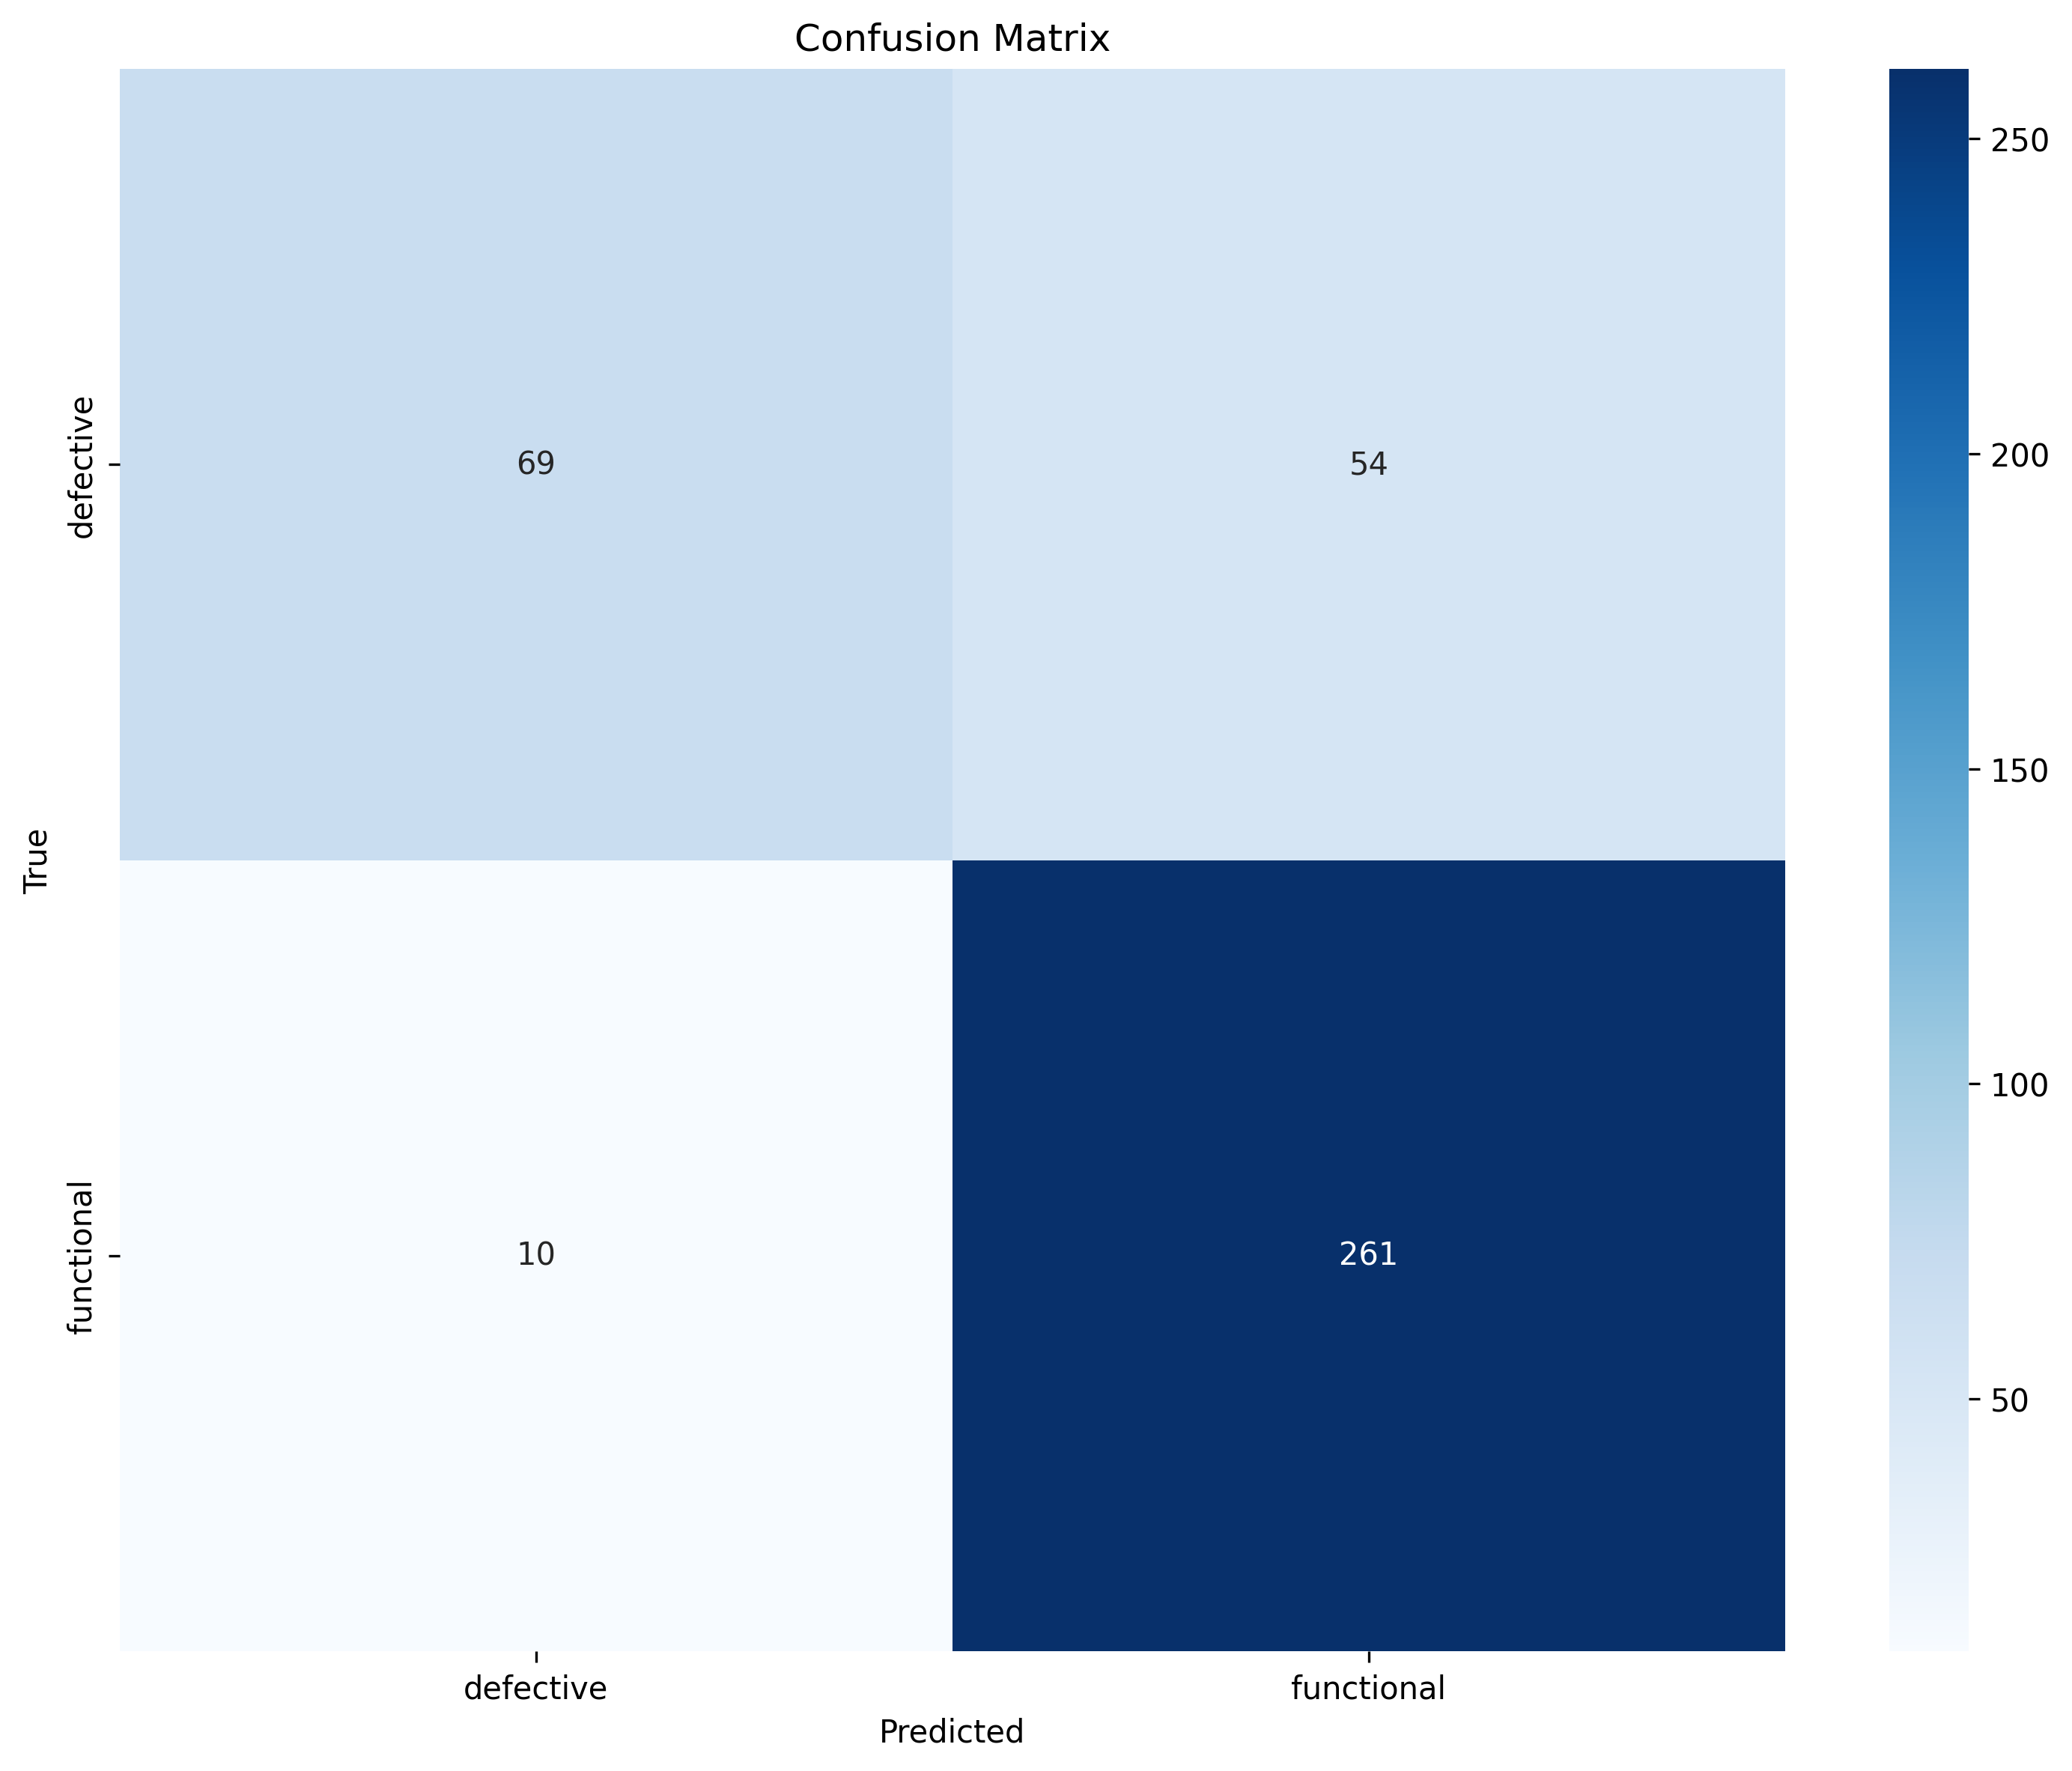 Confusion Matrix
True
defective
functional
69
54
10
261
defective
functional
Predicted
250
200
150
100
50